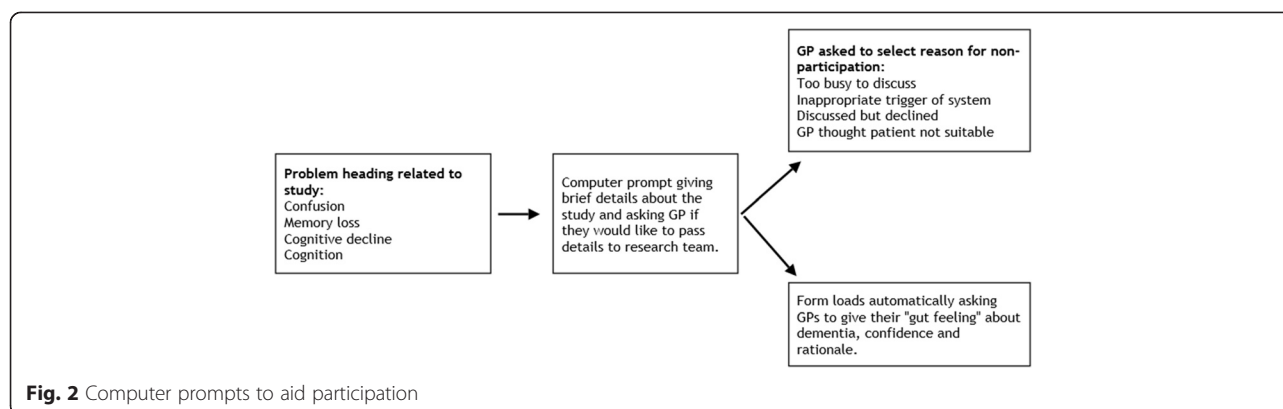 Problem heading related to
study:
Confusion
Memory loss
Cognitive decline
Cognition
Computer prompt giving
brief details about the
study and asking GP if
they would like to pass
details to research team.
GP asked to select reason for non-
participation:
Too busy to discuss
Inappropriate trigger of system
Discussed but declined
GP thought patient not suitable
Form loads automatically asking
GPs to give their "gut feeling" about
dementia, confidence and
rationale.
Fig. 2 Computer prompts to aid participation